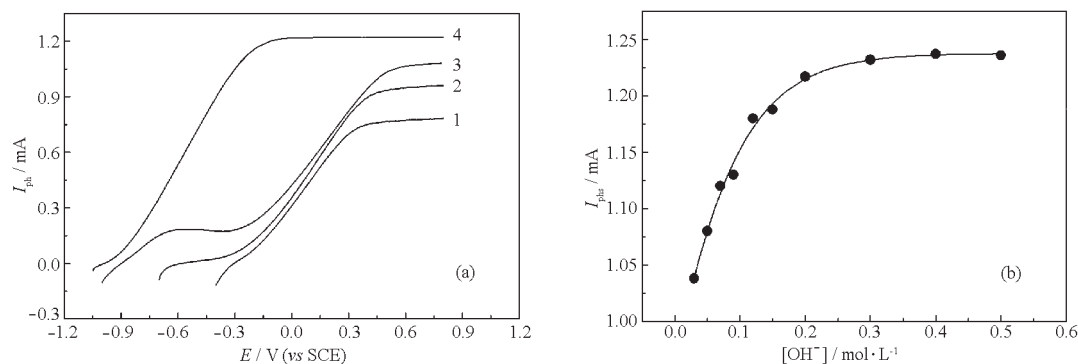 1.2
0.9
0.6
0.3
0.0
−0.3
I_ph / mA
4
3
2
1
(a)
−1.2 −0.9 −0.6 −0.3 0.0 0.3 0.6 0.9 1.2
E / V (vs SCE)
1.25
1.20
1.15
1.10
1.05
1.00
I_phs / mA
(b)
0.0 0.1 0.2 0.3 0.4 0.5 0.6
[OH⁻] / mol·L⁻¹